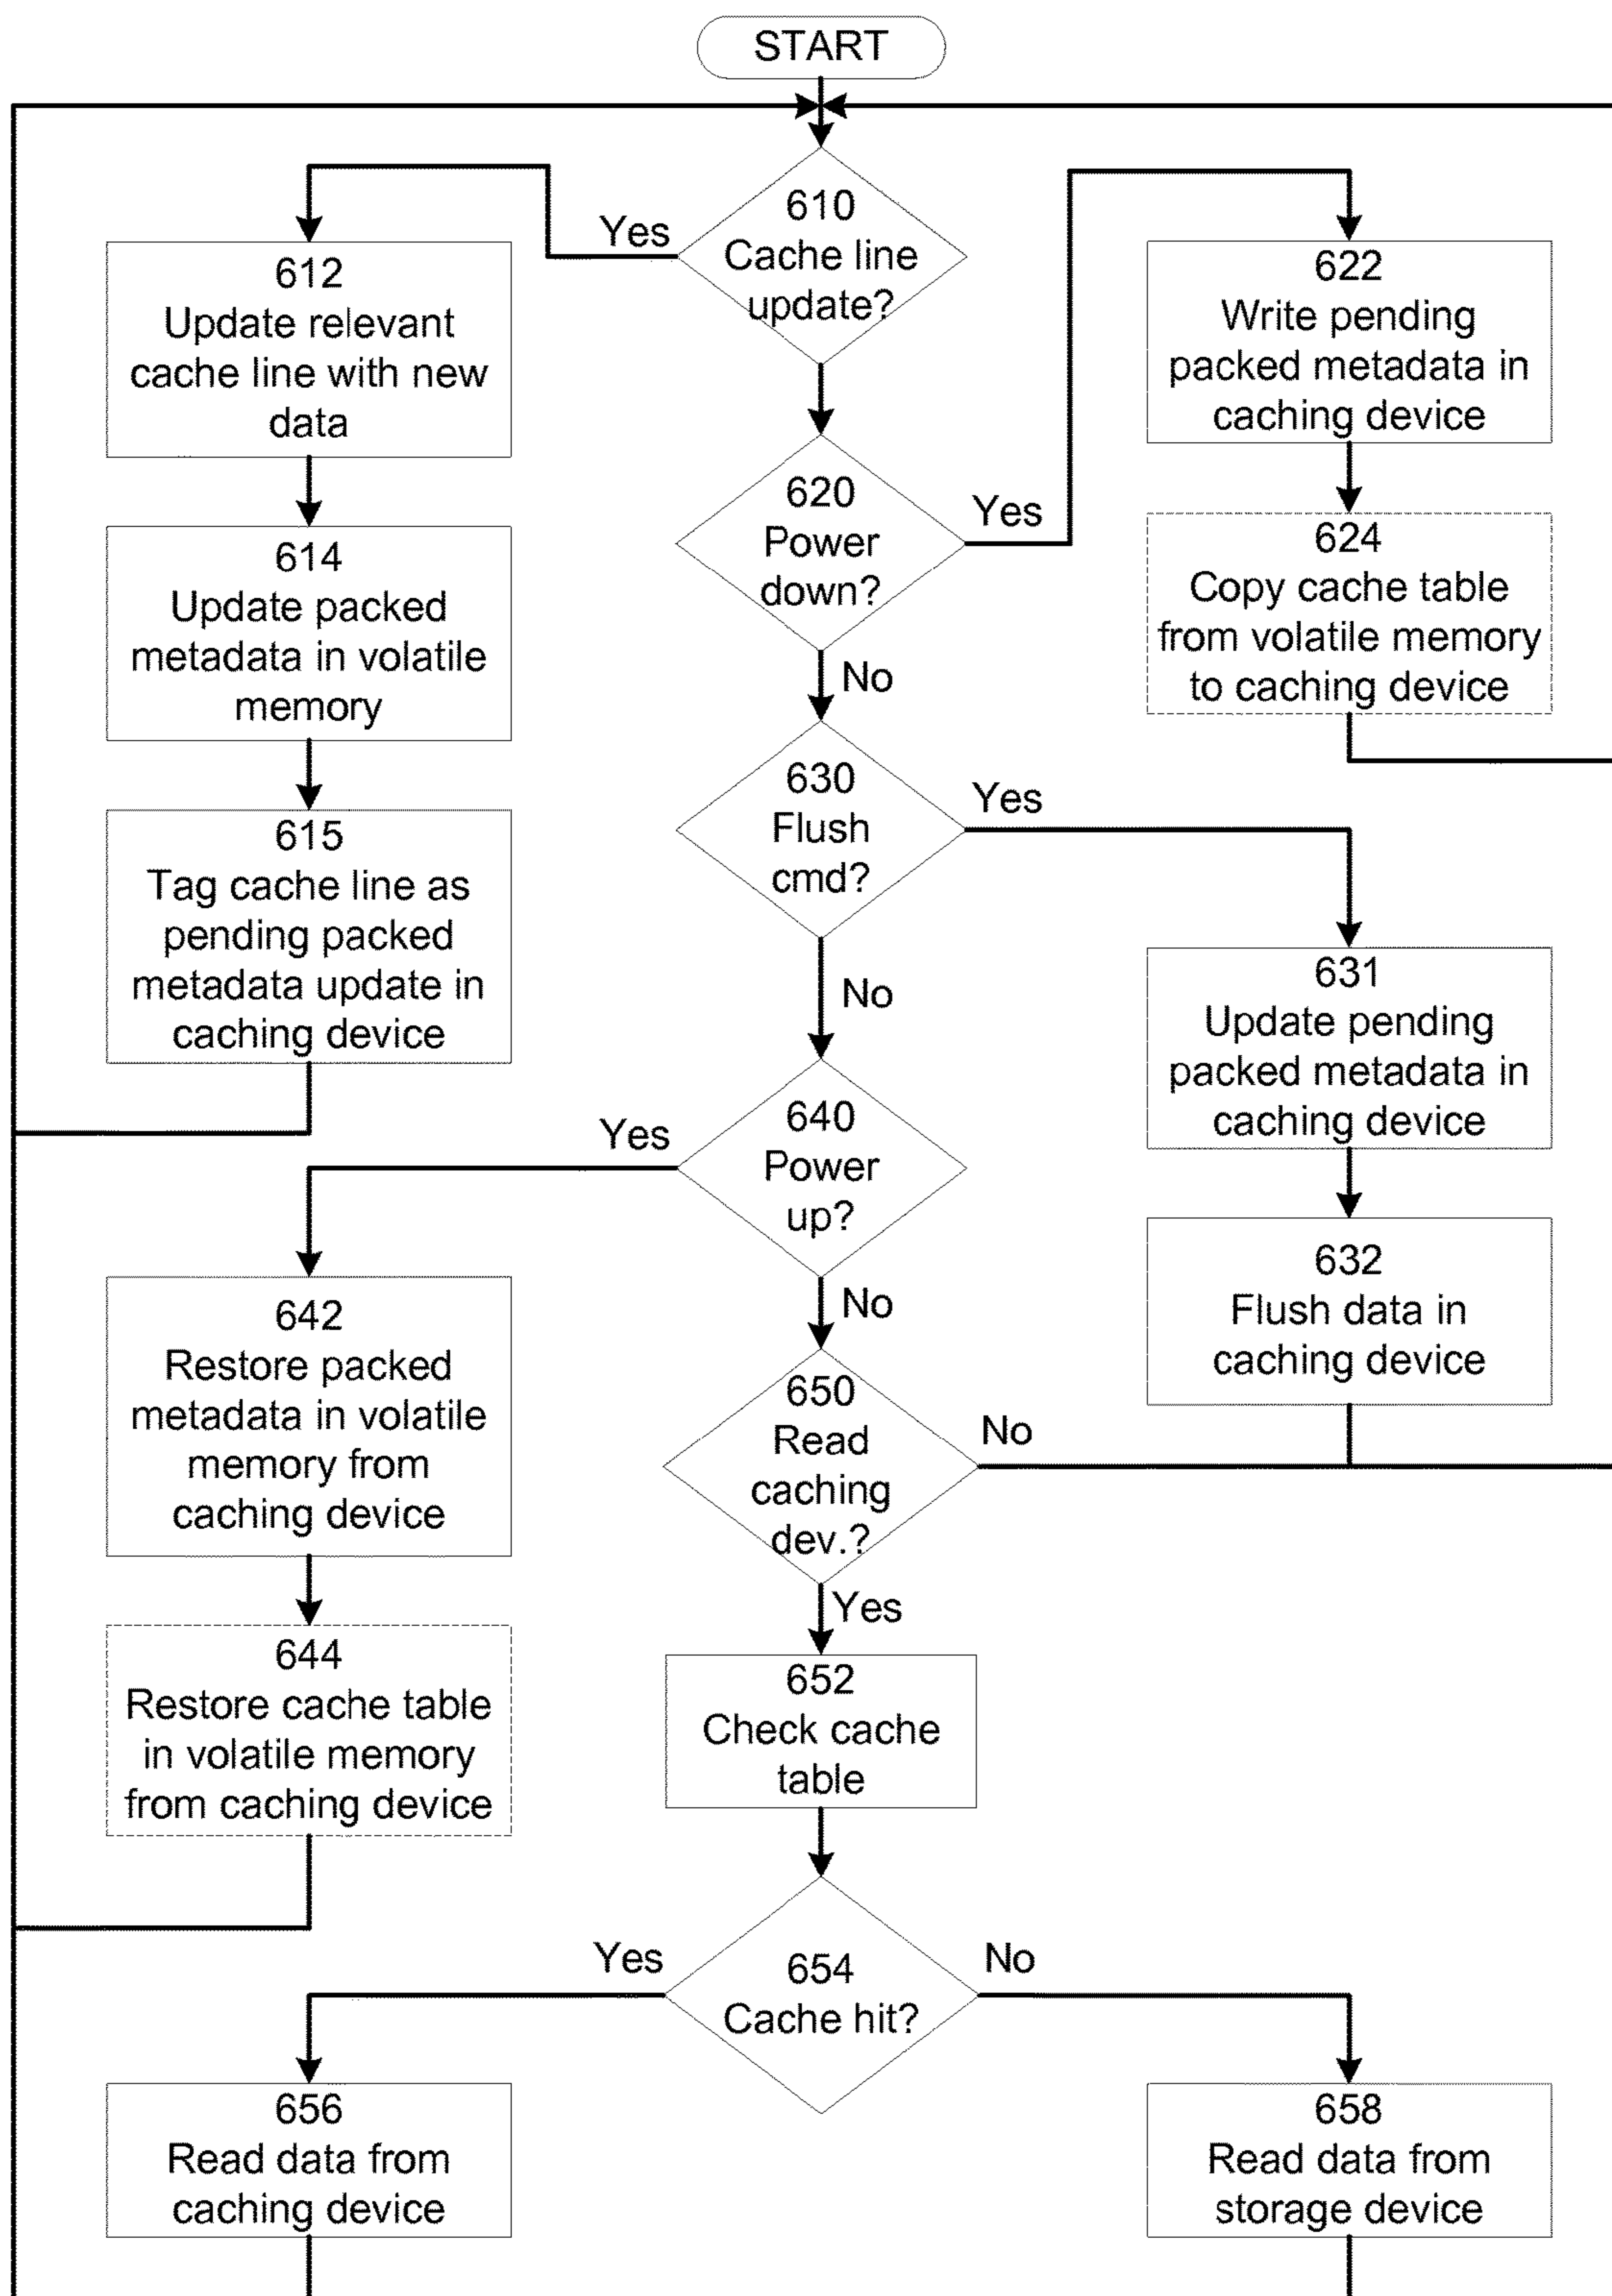 START
610
Cache line
update?
Yes
612
Update relevant
cache line with new
data
614
Update packed
metadata in volatile
memory
615
Tag cache line as
pending packed
metadata update in
caching device
620
Power
down?
Yes
No
622
Write pending
packed metadata in
caching device
624
Copy cache table
from volatile memory
to caching device
630
Flush
cmd?
Yes
No
631
Update pending
packed metadata in
caching device
632
Flush data in
caching device
640
Power
up?
Yes
No
642
Restore packed
metadata in volatile
memory from
caching device
644
Restore cache table
in volatile memory
from caching device
650
Read
caching
dev.?
No
Yes
652
Check cache
table
654
Cache hit?
Yes
No
656
Read data from
caching device
658
Read data from
storage device